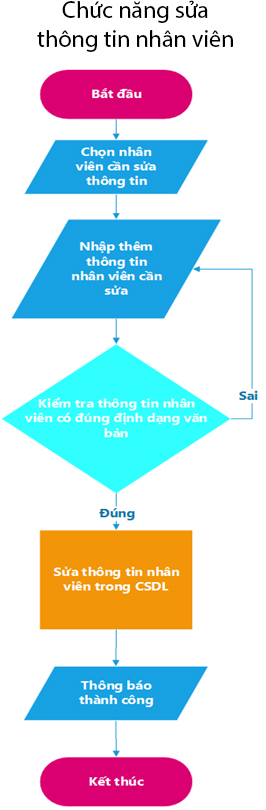 Chức năng sửa
thông tin nhân viên
Bắt đầu
Chọn nhân
viên cần sửa
thông tin
Nhập thêm
thông tin
nhân viên cần
sửa
Kiểm tra thông tin nhân
viên có đúng định dạng văn
bản
Sai
Đúng
Sửa thông tin nhân
viên trong CSDL
Thông báo
thành công
Kết thúc